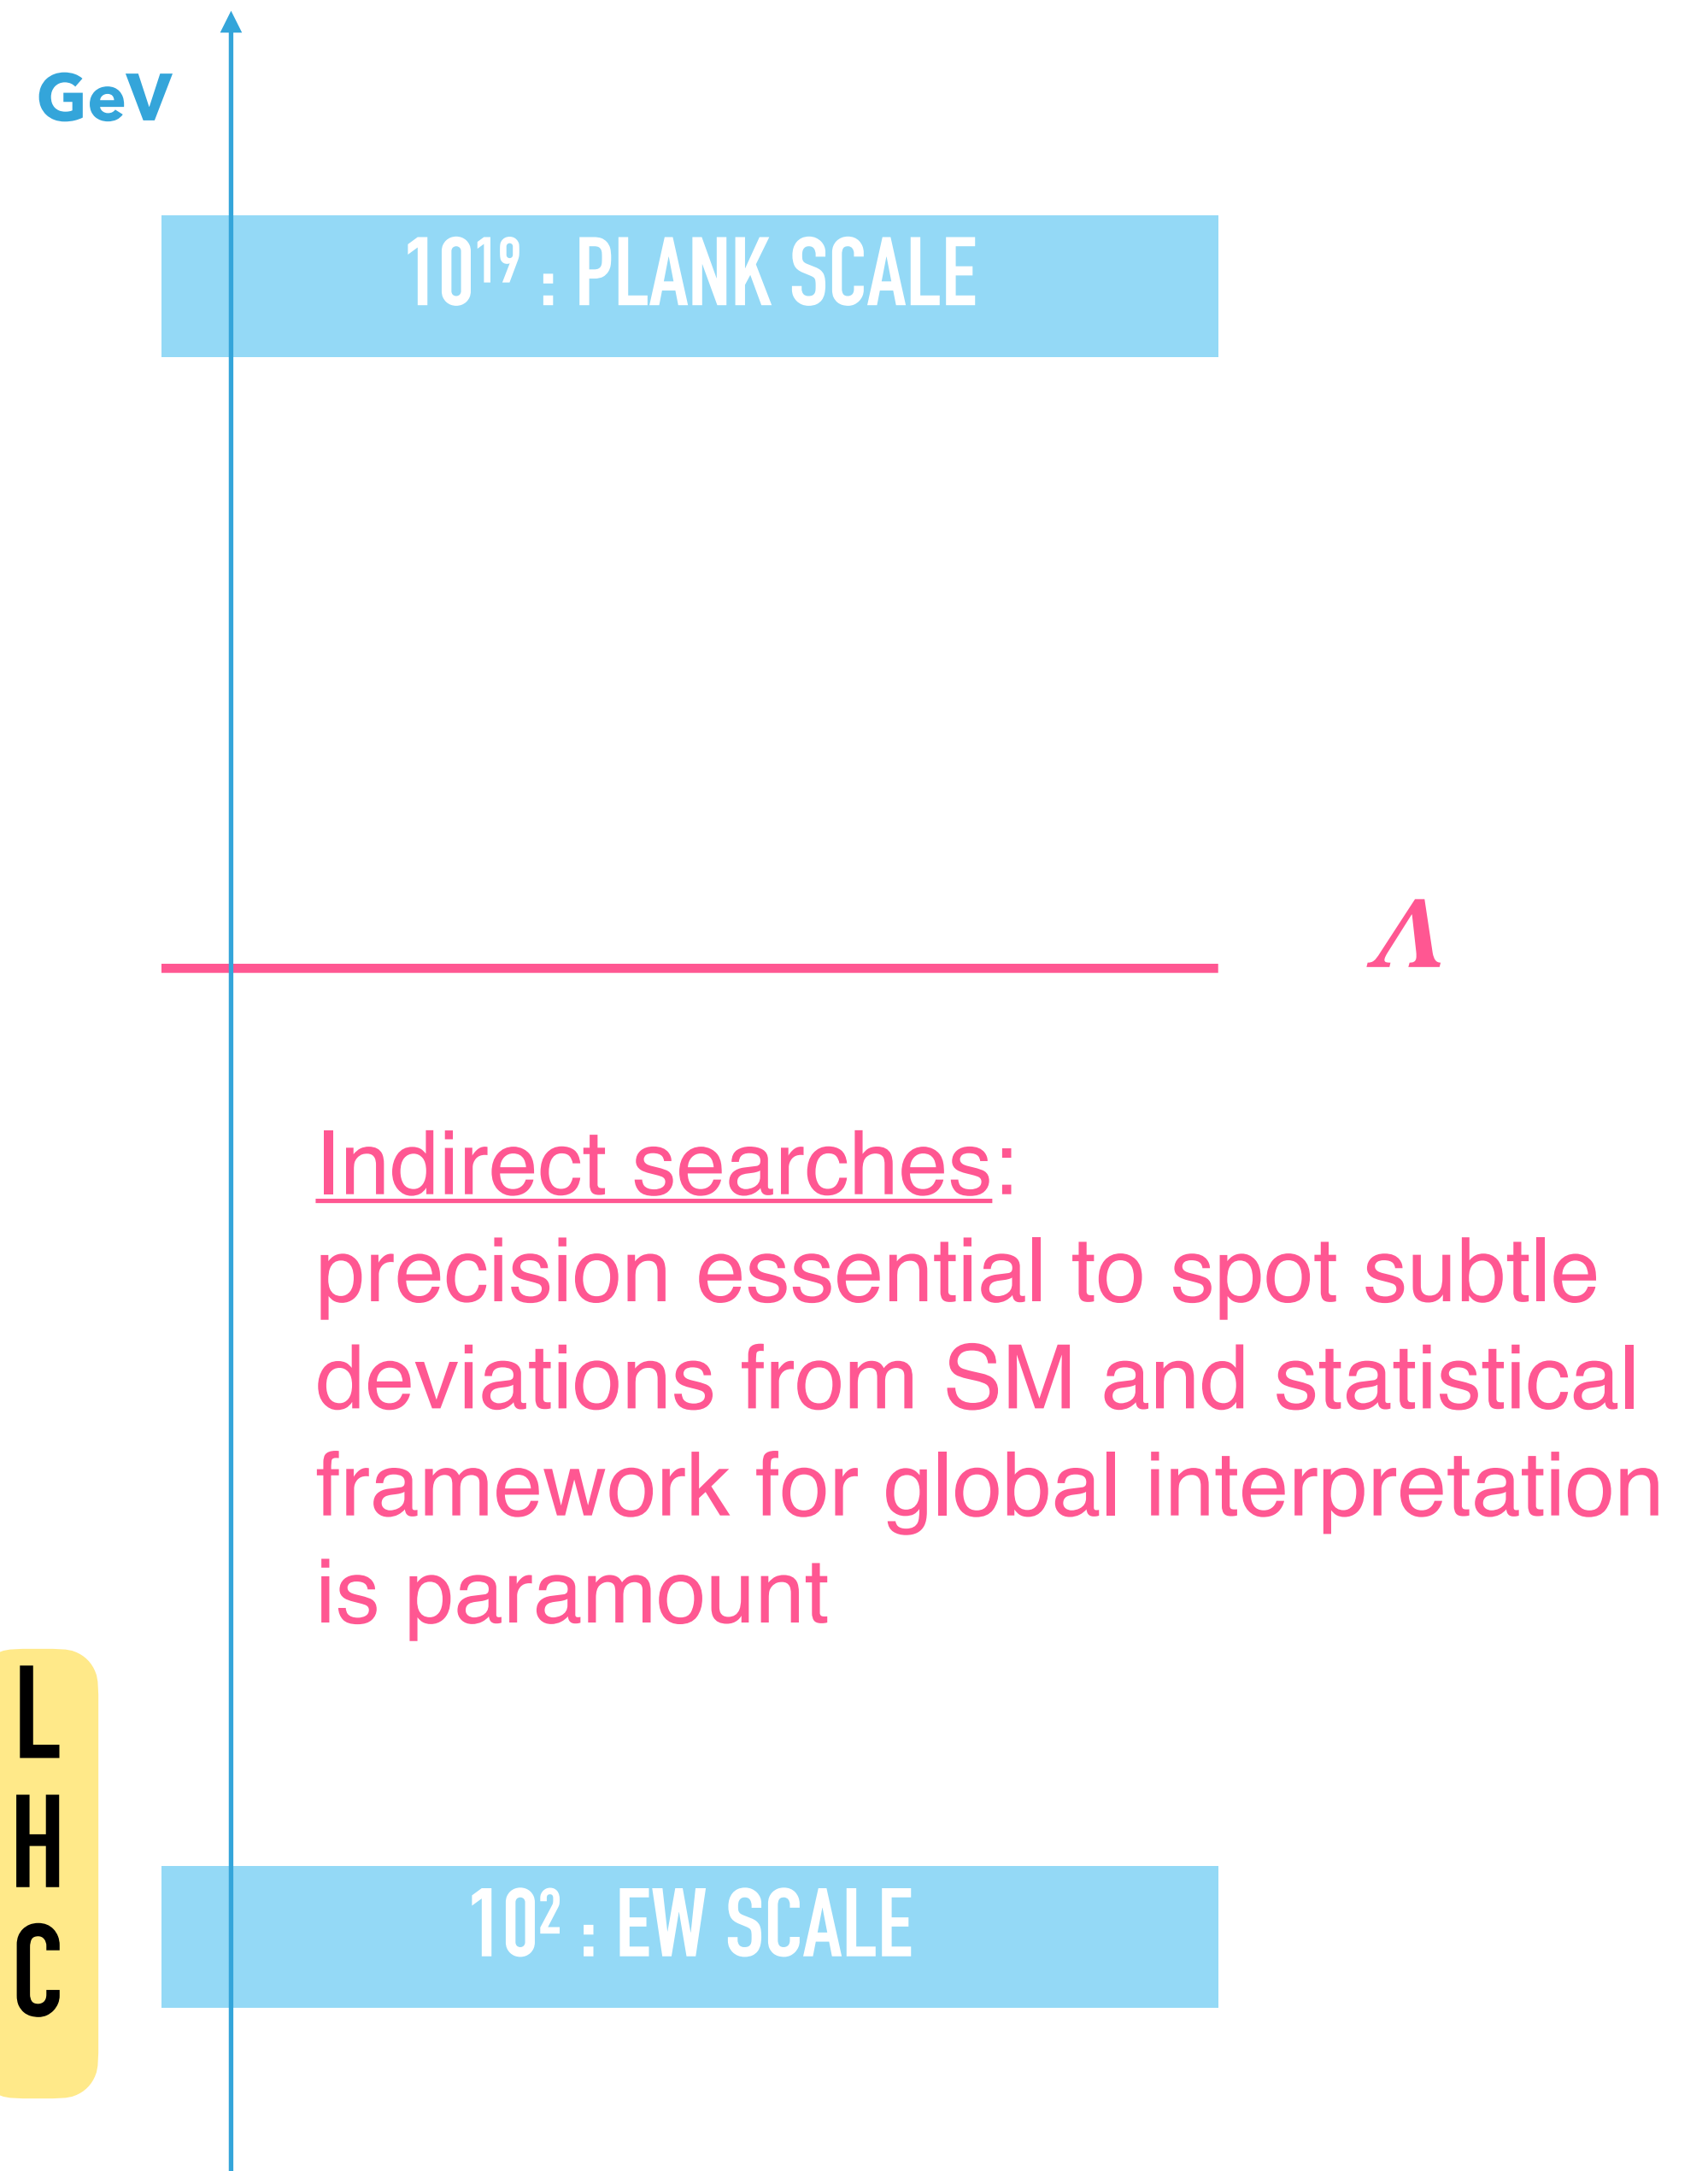 GeV
10¹⁹ : PLANK SCALE
Λ
Indirect searches:
precision essential to spot subtle
deviations from SM and statistical
framework for global interpretation
is paramount
L
H
C
10² : EW SCALE